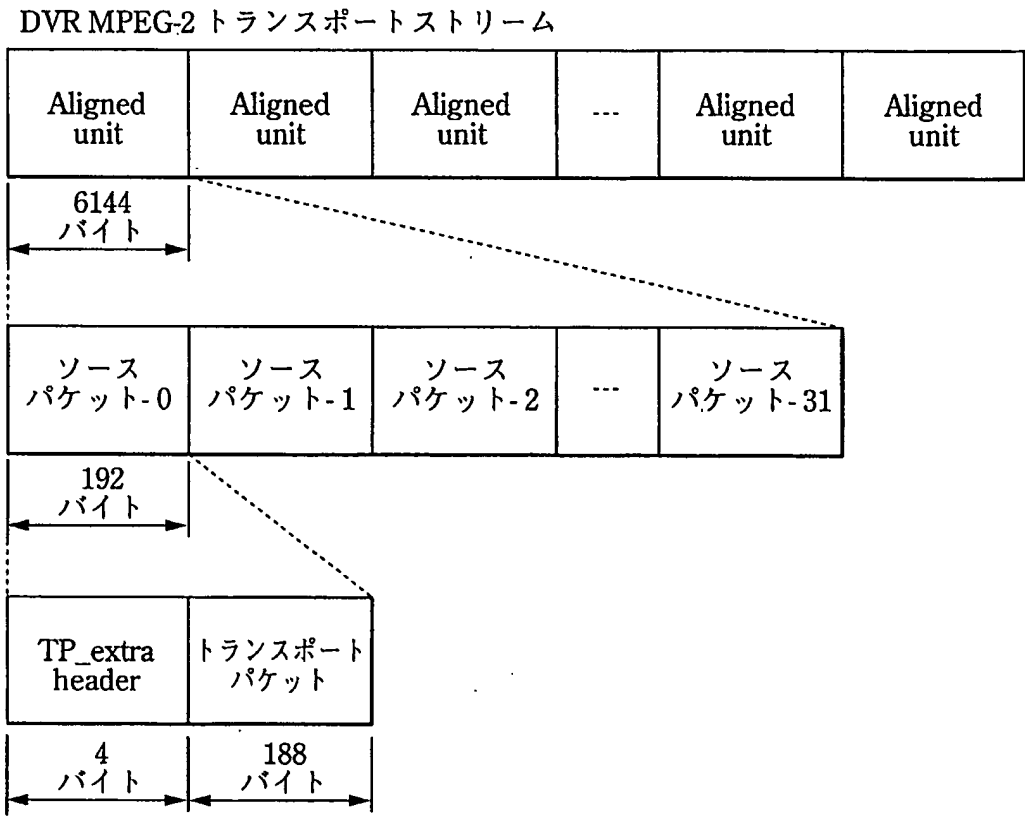 DVR MPEG-2 トランスポートストリーム
Aligned unit
Aligned unit
Aligned unit
---
Aligned unit
Aligned unit
6144
バイト
ソース
パケット-0
ソース
パケット-1
ソース
パケット-2
---
ソース
パケット-31
192
バイト
TP_extra
header
トランスポート
パケット
4
バイト
188
バイト